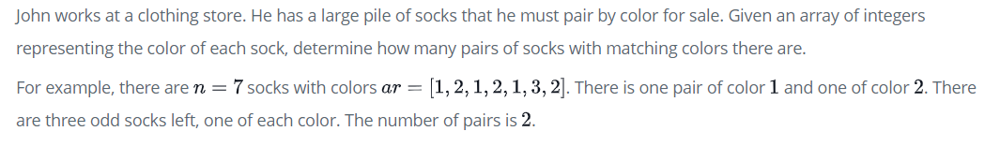 John works at a clothing store. He has a large pile of socks that he must pair by color for sale. Given an array of integers
representing the color of each sock, determine how many pairs of socks with matching colors there are.
For example, there are n = 7 socks with colors ar = [1, 2, 1, 2, 1, 3, 2]. There is one pair of color 1 and one of color 2. There
are three odd socks left, one of each color. The number of pairs is 2.